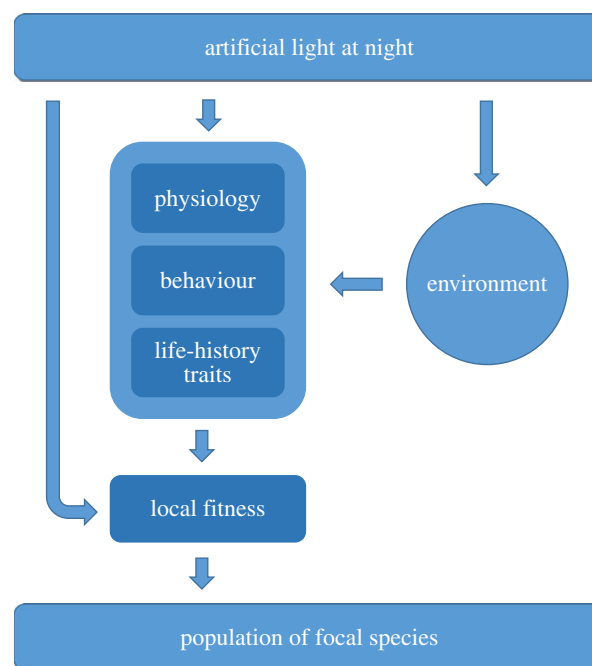 artificial light at night
physiology
behaviour
environment
life-history
traits
local fitness
population of focal species